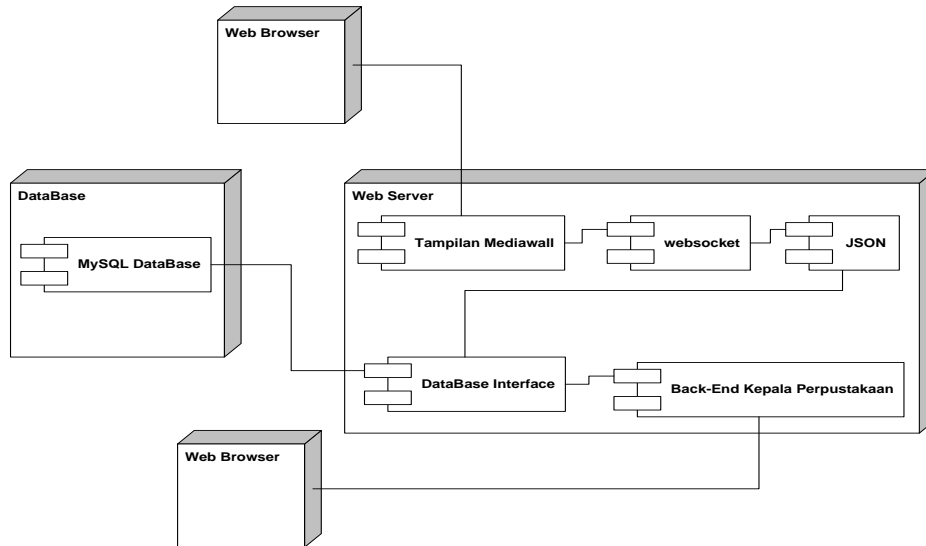 Web Browser
DataBase
MySQL DataBase
Web Server
Tampilan Mediawall
websocket
JSON
DataBase Interface
Back-End Kepala Perpustakaan
Web Browser